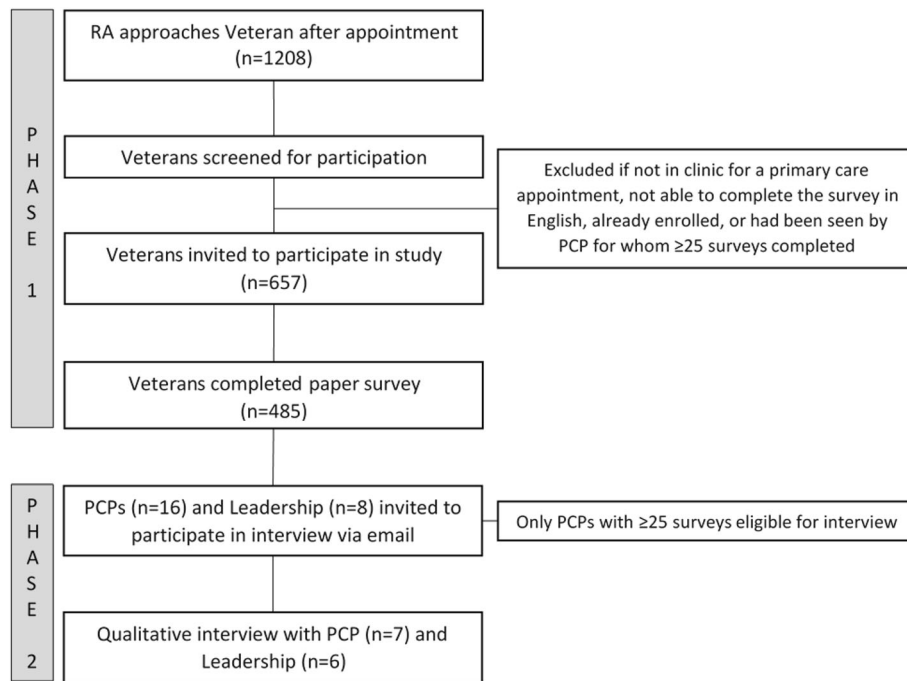 PHASE 1
RA approaches Veteran after appointment
(n=1208)
Veterans screened for participation
Excluded if not in clinic for a primary care
appointment, not able to complete the survey in
English, already enrolled, or had been seen by
PCP for whom ≥25 surveys completed
Veterans invited to participate in study
(n=657)
Veterans completed paper survey
(n=485)
PHASE 2
PCPs (n=16) and Leadership (n=8) invited to
participate in interview via email
Only PCPs with ≥25 surveys eligible for interview
Qualitative interview with PCP (n=7) and
Leadership (n=6)